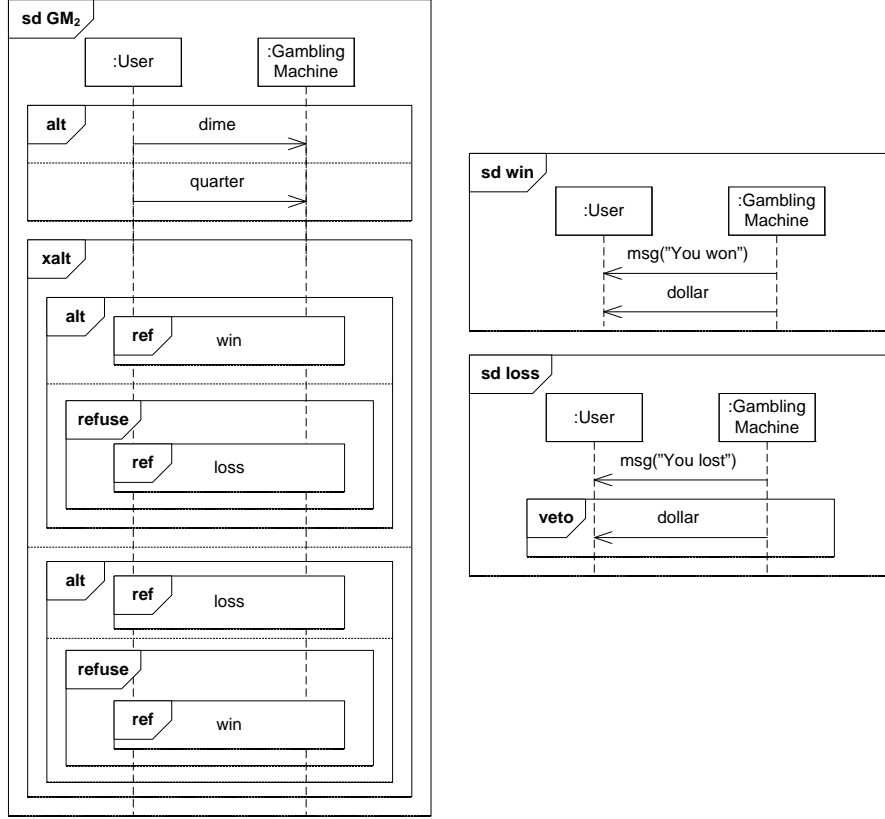 sd GM₂
:User
:Gambling
Machine
alt
dime
quarter
xalt
alt
ref
win
refuse
ref
loss
alt
ref
loss
refuse
ref
win
sd win
:User
:Gambling
Machine
msg(”You won”)
dollar
sd loss
:User
:Gambling
Machine
msg(”You lost”)
veto
dollar